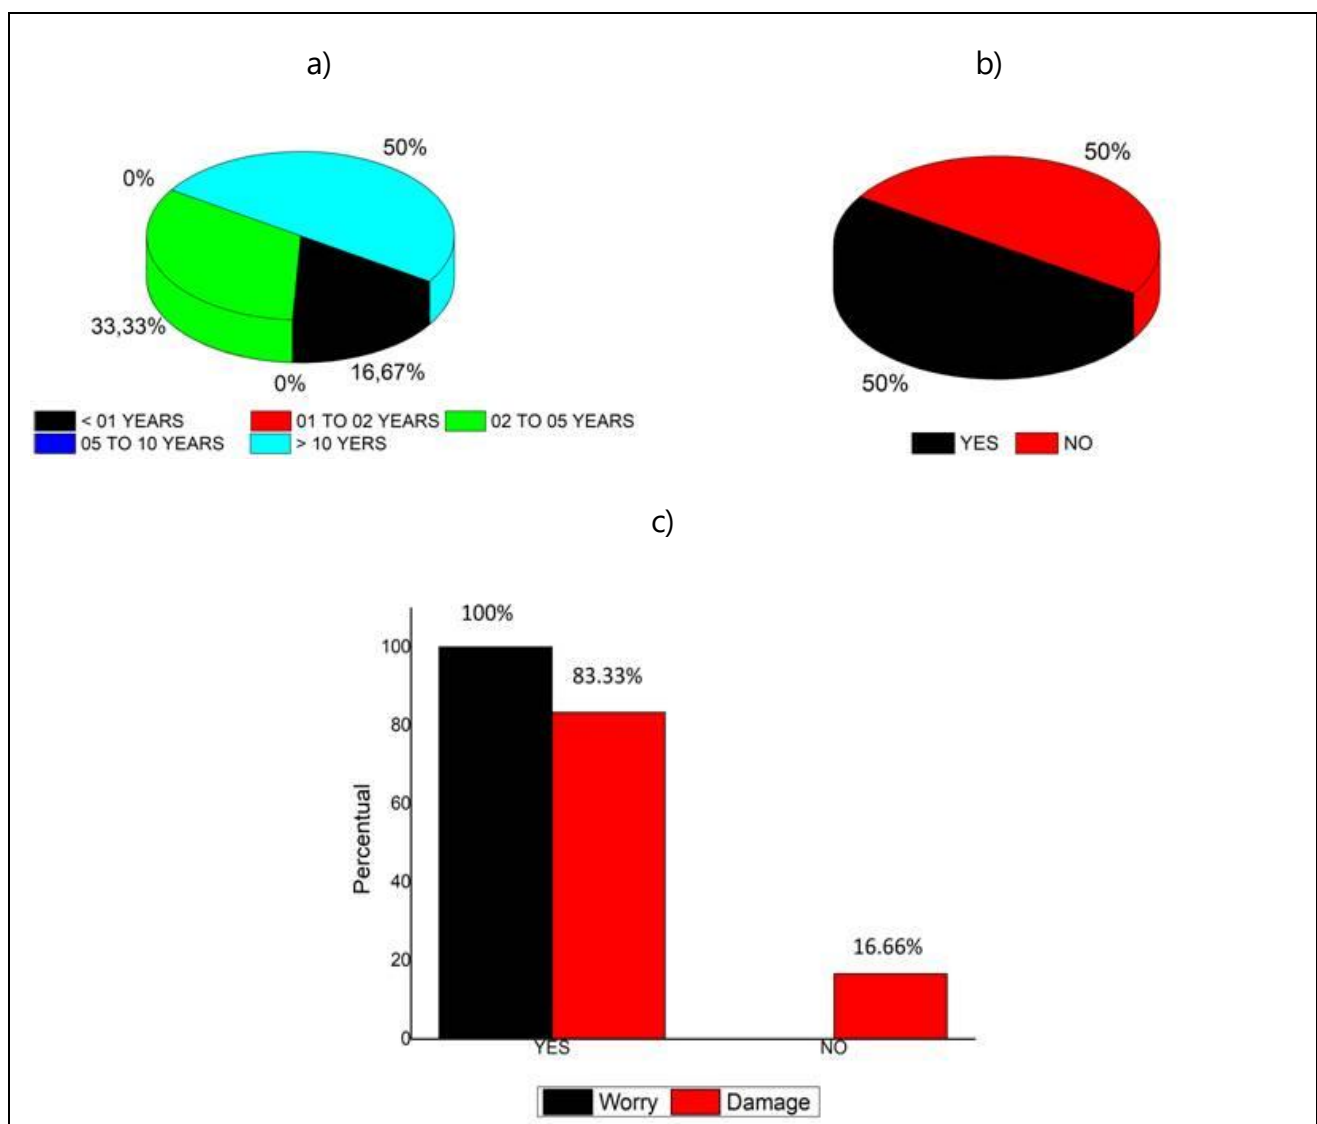 a)
50%
0%
33,33%
0%
16,67%
< 01 YEARS 01 TO 02 YEARS 02 TO 05 YEARS
05 TO 10 YEARS > 10 YERS
b)
50%
50%
YES NO
c)
100%
83.33%
16.66%
100
80
60
40
20
0
Percentual
YES NO
Worry Damage